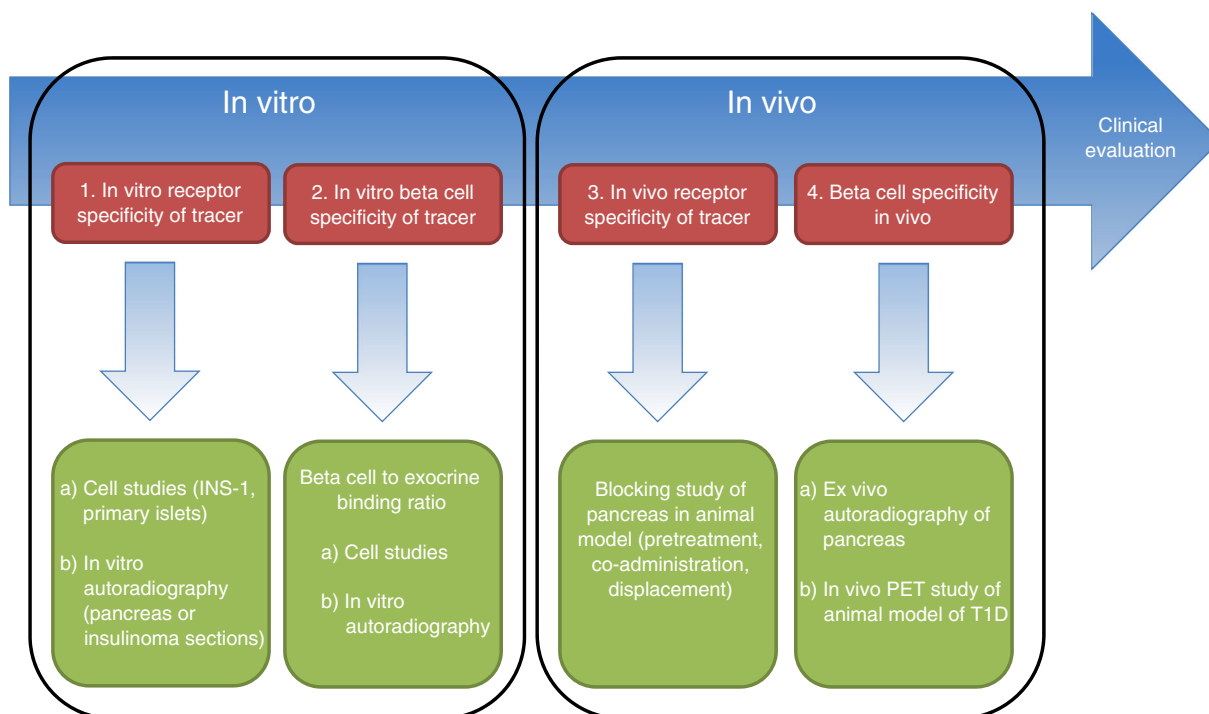 In vitro
In vivo
Clinical
evaluation
1. In vitro receptor
specificity of tracer
2. In vitro beta cell
specificity of tracer
3. In vivo receptor
specificity of tracer
4. Beta cell specificity
in vivo
a) Cell studies (INS-1,
primary islets)
b) In vitro
autoradiography
(pancreas or
insulinoma sections)
Beta cell to exocrine
binding ratio
a) Cell studies
b) In vitro
autoradiography
Blocking study of
pancreas in animal
model (pretreatment,
co-administration,
displacement)
a) Ex vivo
autoradiography of
pancreas
b) In vivo PET study of
animal model of T1D